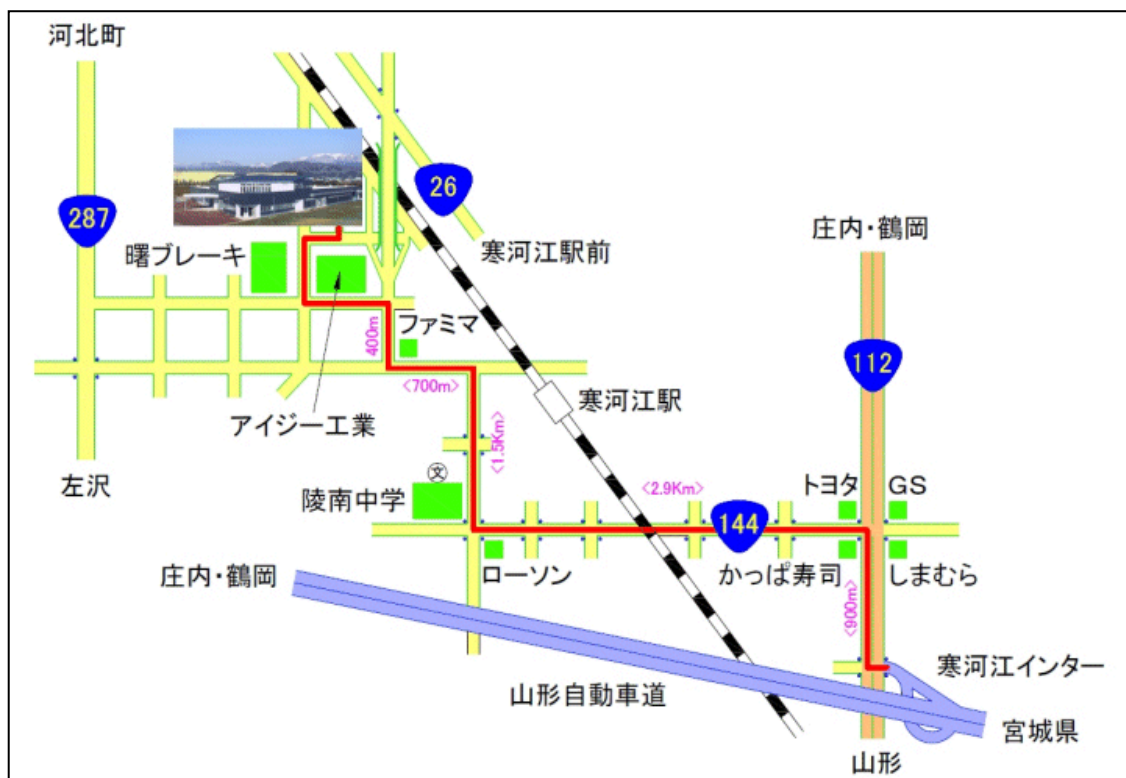 河北町
287
26
庄内・鶴岡
曙ブレーキ
寒河江駅前
400m
ファミマ
112
<700m>
アイジー工業
寒河江駅
<1.5Km>
左沢
文
陵南中学
<2.9Km>
トヨタ
GS
144
ローソン
かっぱ寿司
しまむら
庄内・鶴岡
<900m>
寒河江インター
山形自動車道
宮城県
山形